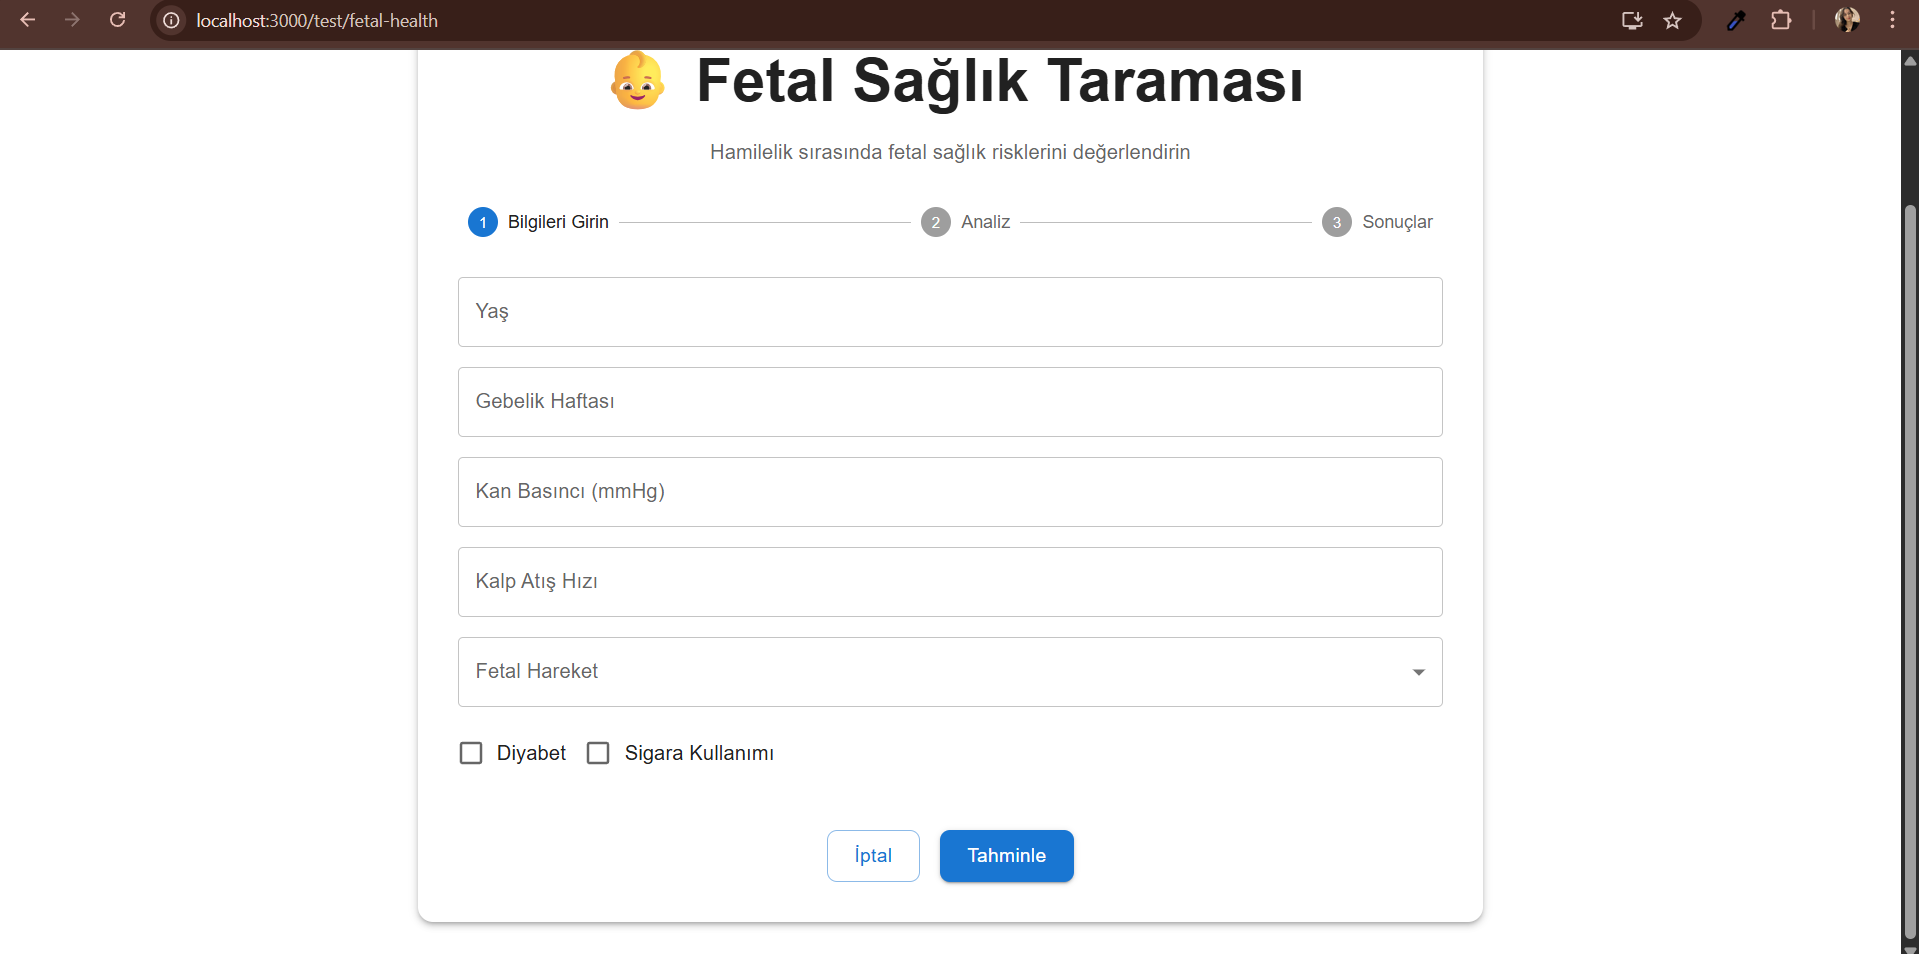 localhost:3000/test/fetal-health
Fetal Sağlık Taraması
Hamilelik sırasında fetal sağlık risklerini değerlendirin
1 Bilgileri Girin 2 Analiz 3 Sonuçlar
Yaş
Gebelik Haftası
Kan Basıncı (mmHg)
Kalp Atış Hızı
Fetal Hareket
Diyabet Sigara Kullanımı
İptal Tahminle